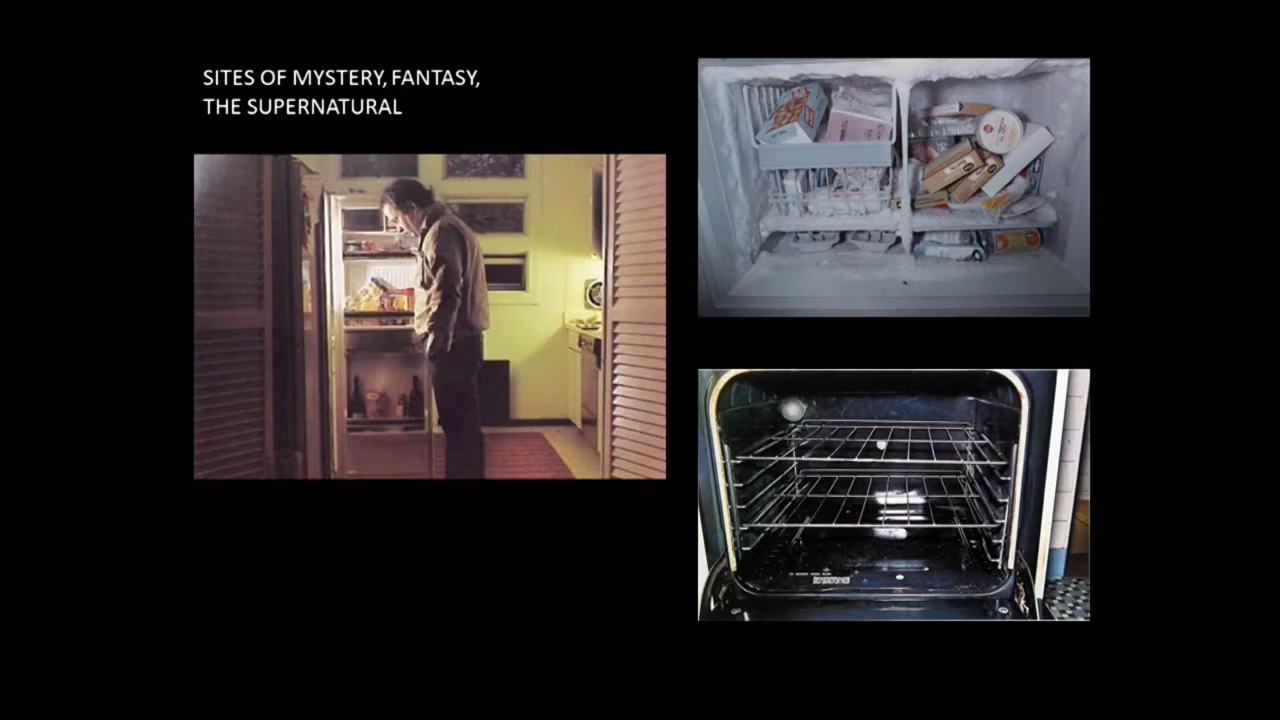 SITES OF MYSTERY, FANTASY,
THE SUPERNATURAL